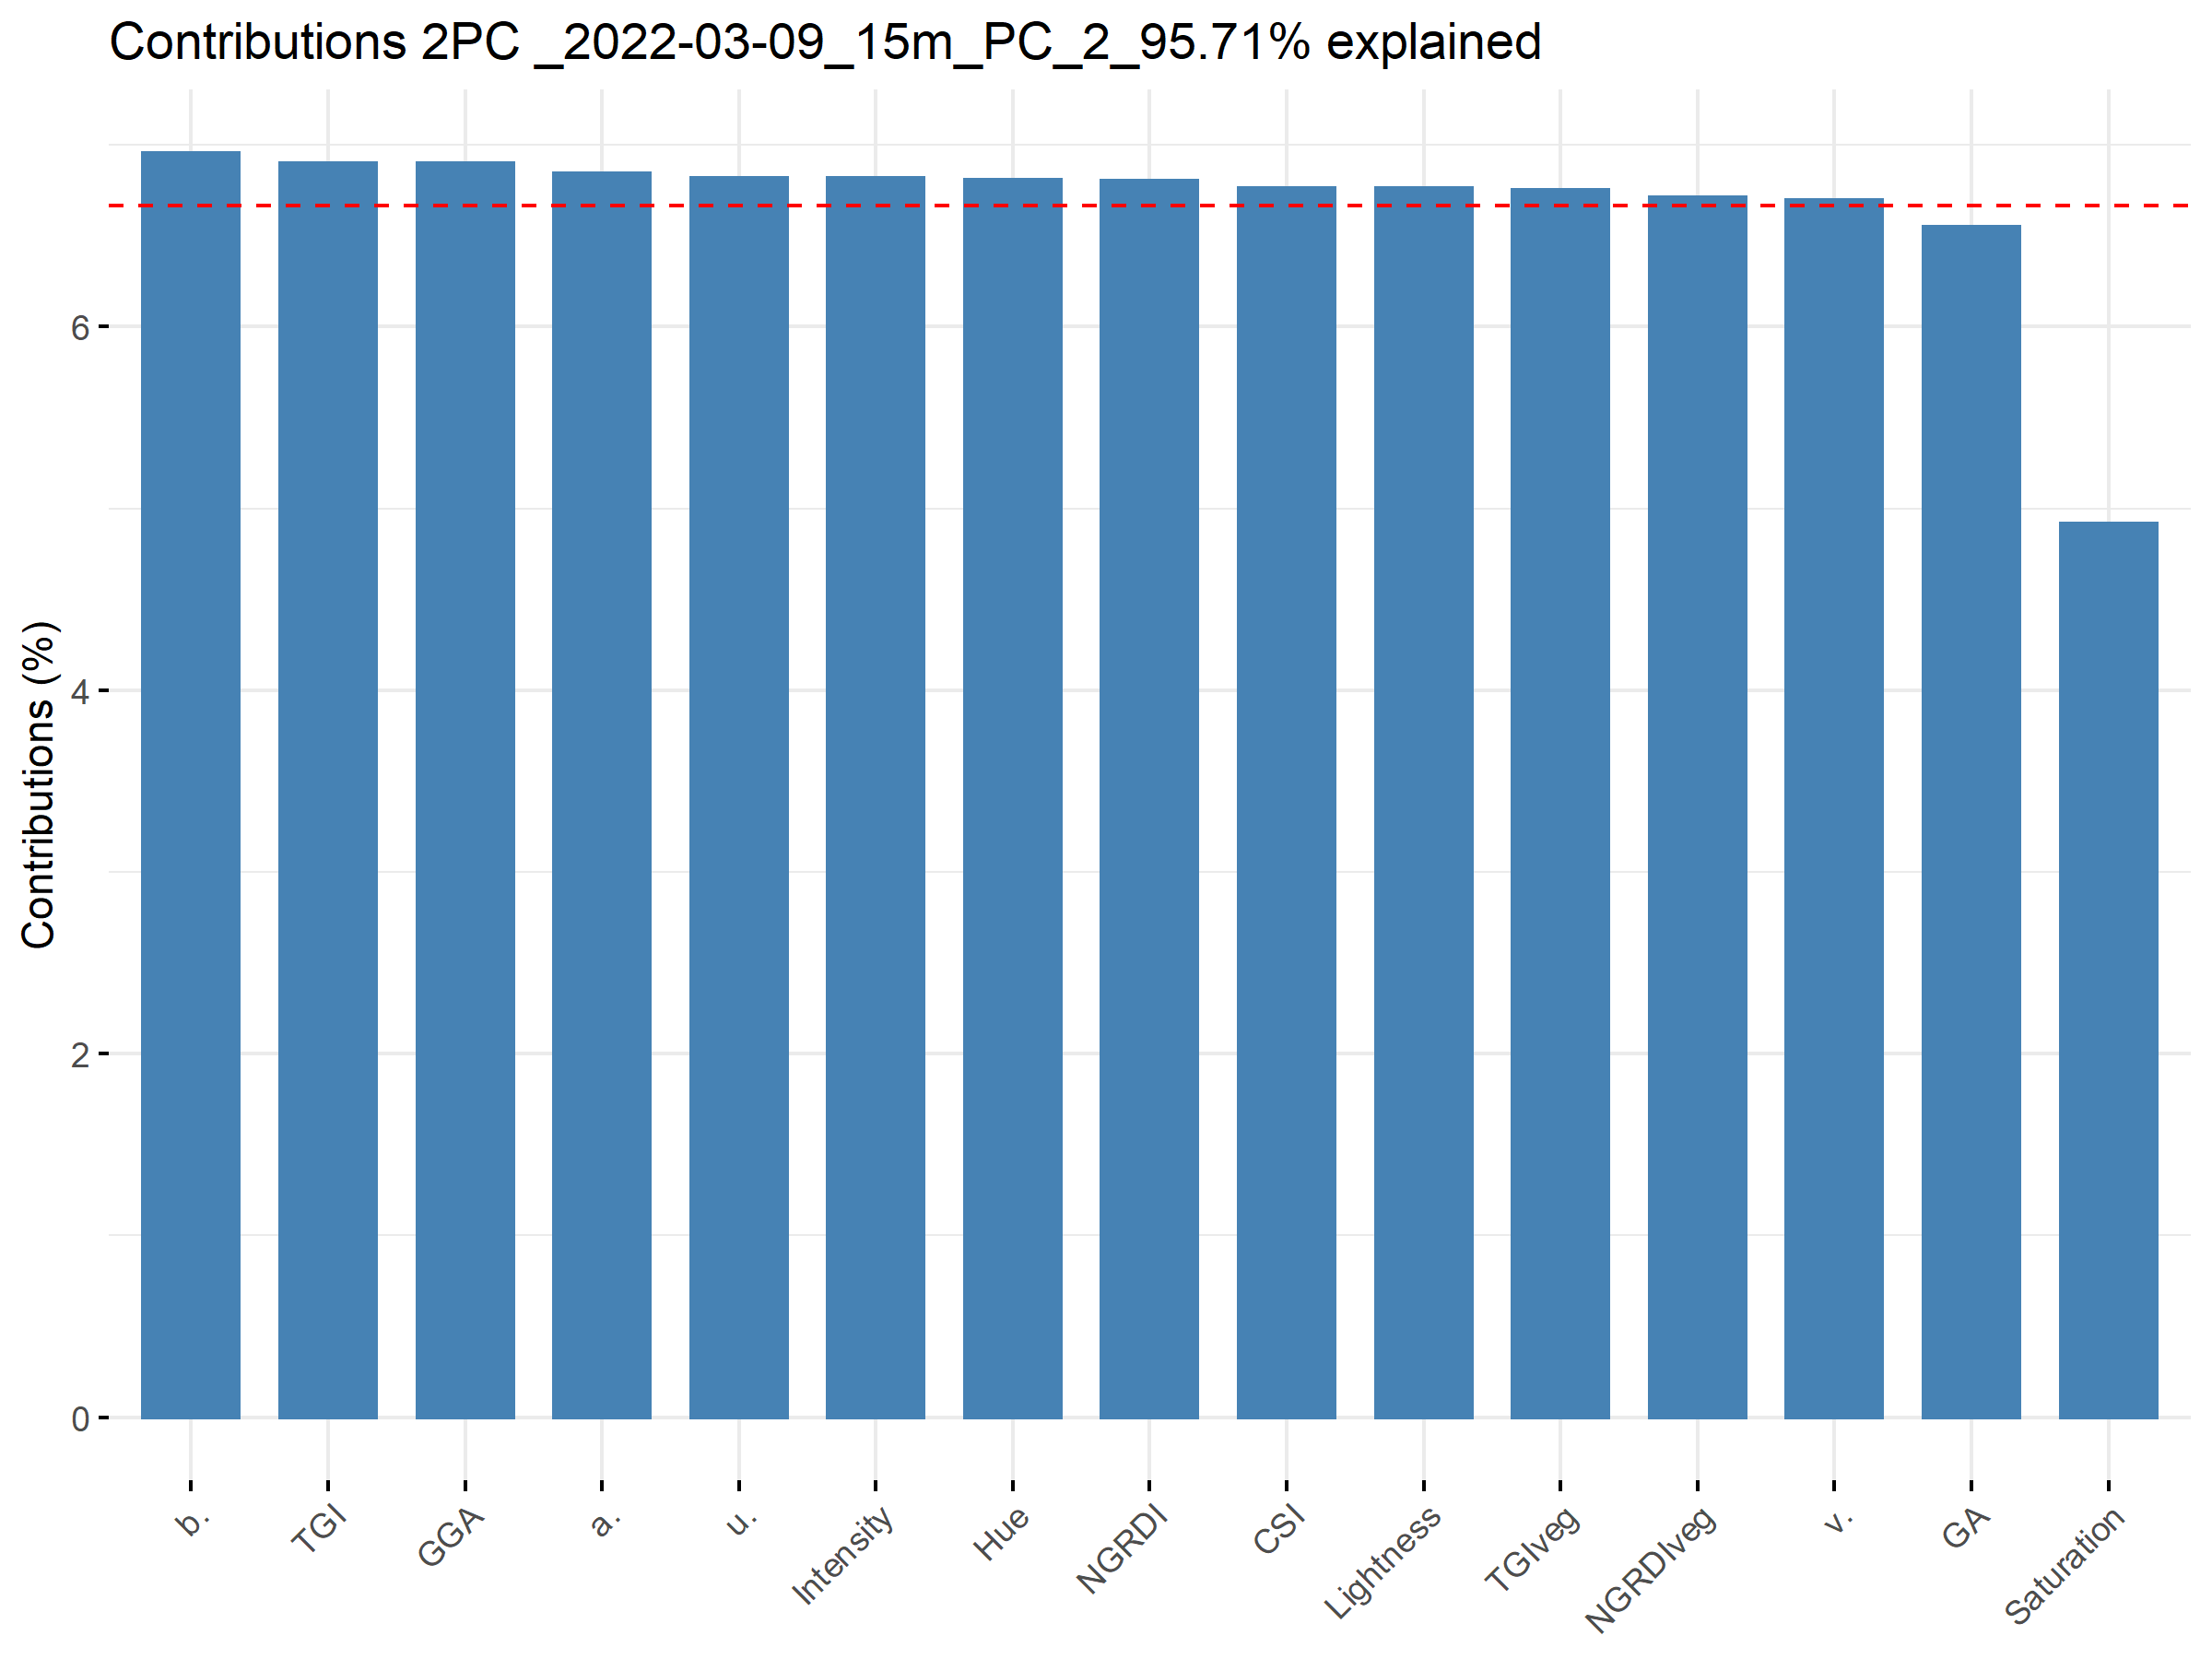 Contributions 2PC _2022-03-09_15m_PC_2_95.71% explained
Contributions (%)
6
4
2
0
b.
TGI
GGA
a.
u.
Intensity
Hue
NGRDI
CSI
Lightness
TGIveg
NGRDIveg
v.
GA
Saturation